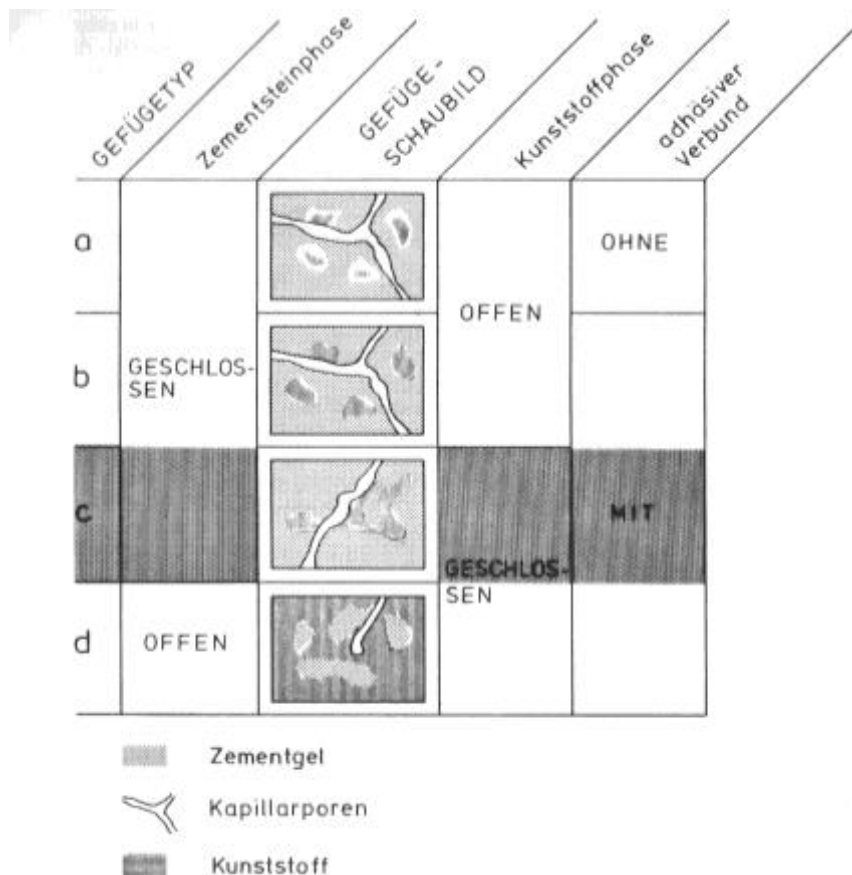 GEFÜGETYP
Zementsteinphase
GEFÜGE-
SCHAUBILD
Kunststoffphase
adhäsiver
Verbund
a
OHNE
OFFEN
b
GESCHLOS-
SEN
c
MIT
GESCHLOS-
SEN
d
OFFEN
Zementgel
Kapillarporen
Kunststoff